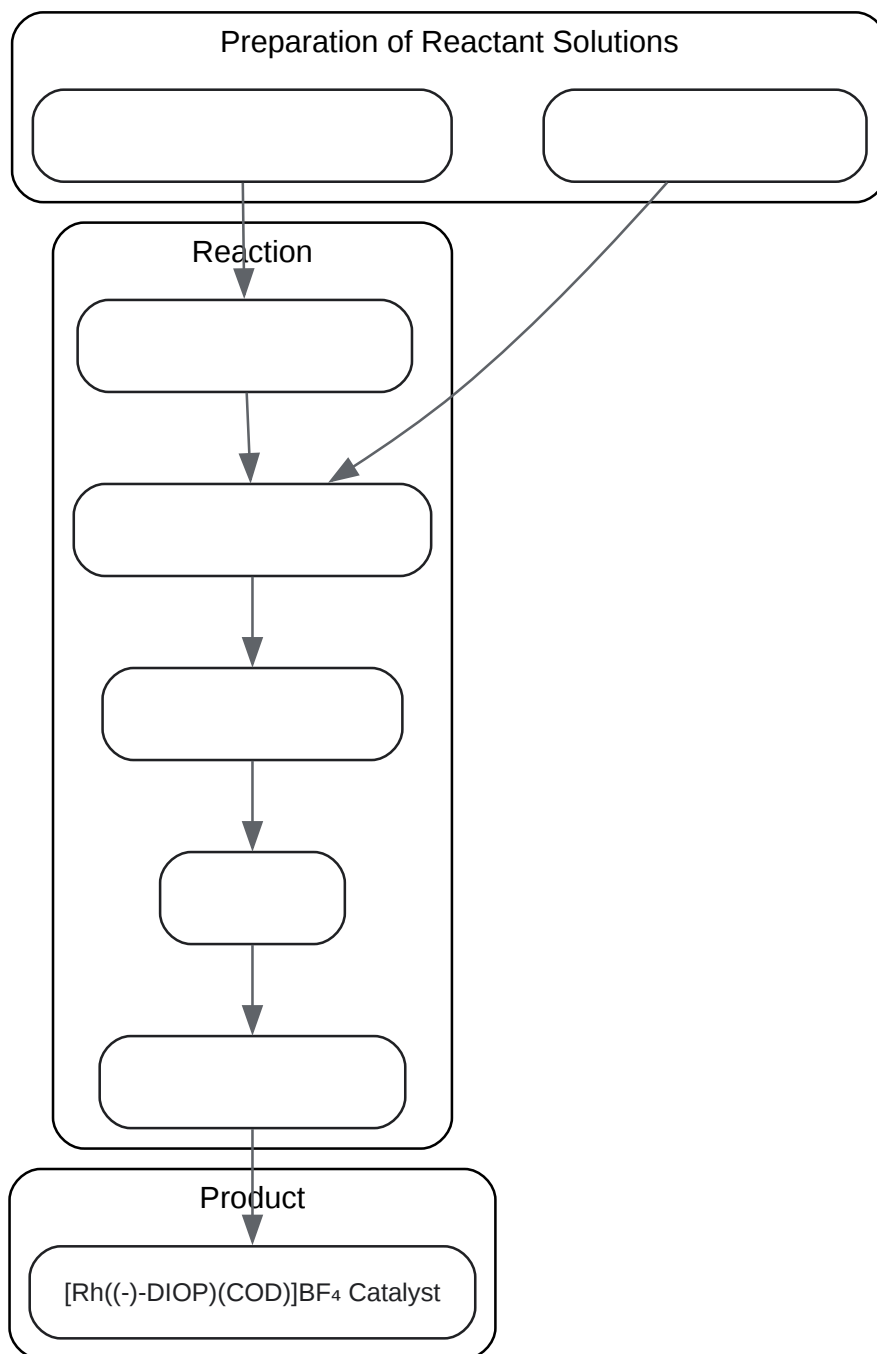 Preparation of Reactant Solutions
Reaction
Product
[Rh((-)-DIOP)(COD)]BF₄ Catalyst